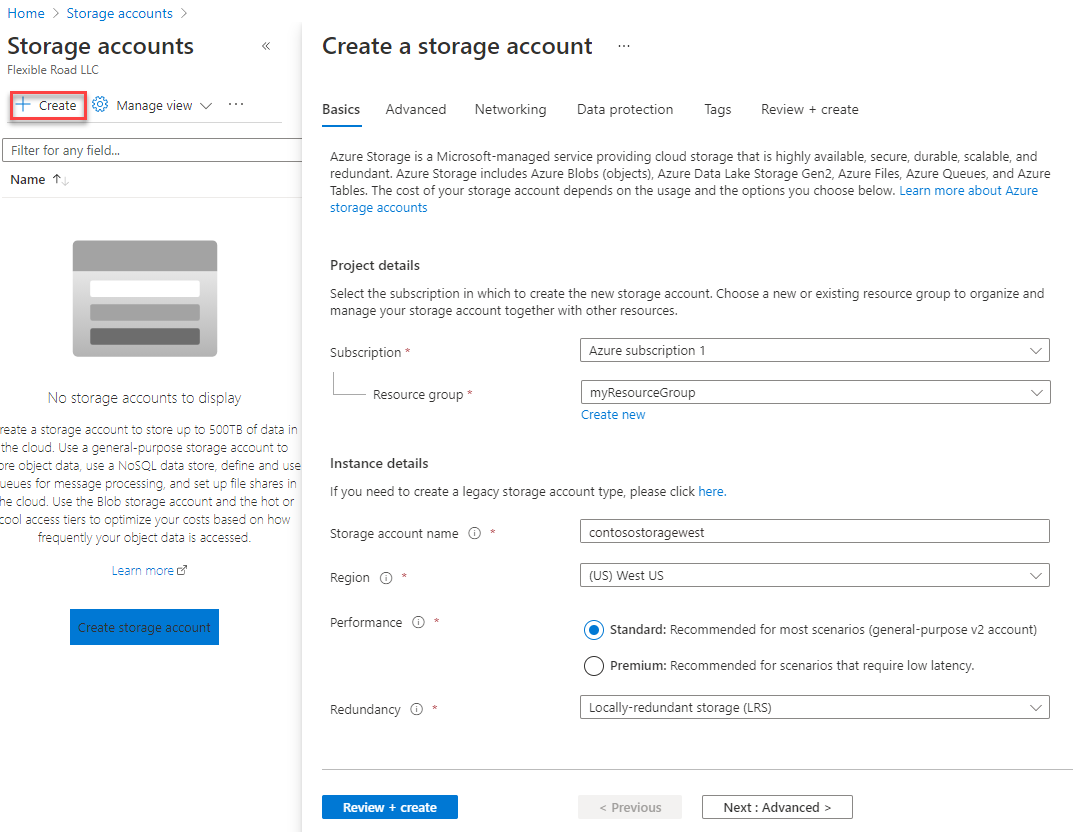 Home > Storage accounts >
Storage accounts
Flexible Road LLC
Create Manage view ...
Filter for any field...
Name
No storage accounts to display
reate a storage account to store up to 500TB of data in
the cloud. Use a general-purpose storage account to
ore object data, use a NoSQL data store, define and use
ueues for message processing, and set up file shares in
he cloud. Use the Blob storage account and the hot or
cool access tiers to optimize your costs based on how
frequently your object data is accessed.
Learn more
Create storage account
Create a storage account ...
Basics Advanced Networking Data protection Tags Review + create
Azure Storage is a Microsoft-managed service providing cloud storage that is highly available, secure, durable, scalable, and
redundant. Azure Storage includes Azure Blobs (objects), Azure Data Lake Storage Gen2, Azure Files, Azure Queues, and Azure
Tables. The cost of your storage account depends on the usage and the options you choose below. Learn more about Azure
storage accounts
Project details
Select the subscription in which to create the new storage account. Choose a new or existing resource group to organize and
manage your storage account together with other resources.
Subscription * Azure subscription 1
Resource group * myResourceGroup
Create new
Instance details
If you need to create a legacy storage account type, please click here.
Storage account name * contosostoragewest
Region * (US) West US
Performance * Standard: Recommended for most scenarios (general-purpose v2 account)
Premium: Recommended for scenarios that require low latency.
Redundancy * Locally-redundant storage (LRS)
Review + create < Previous Next : Advanced >